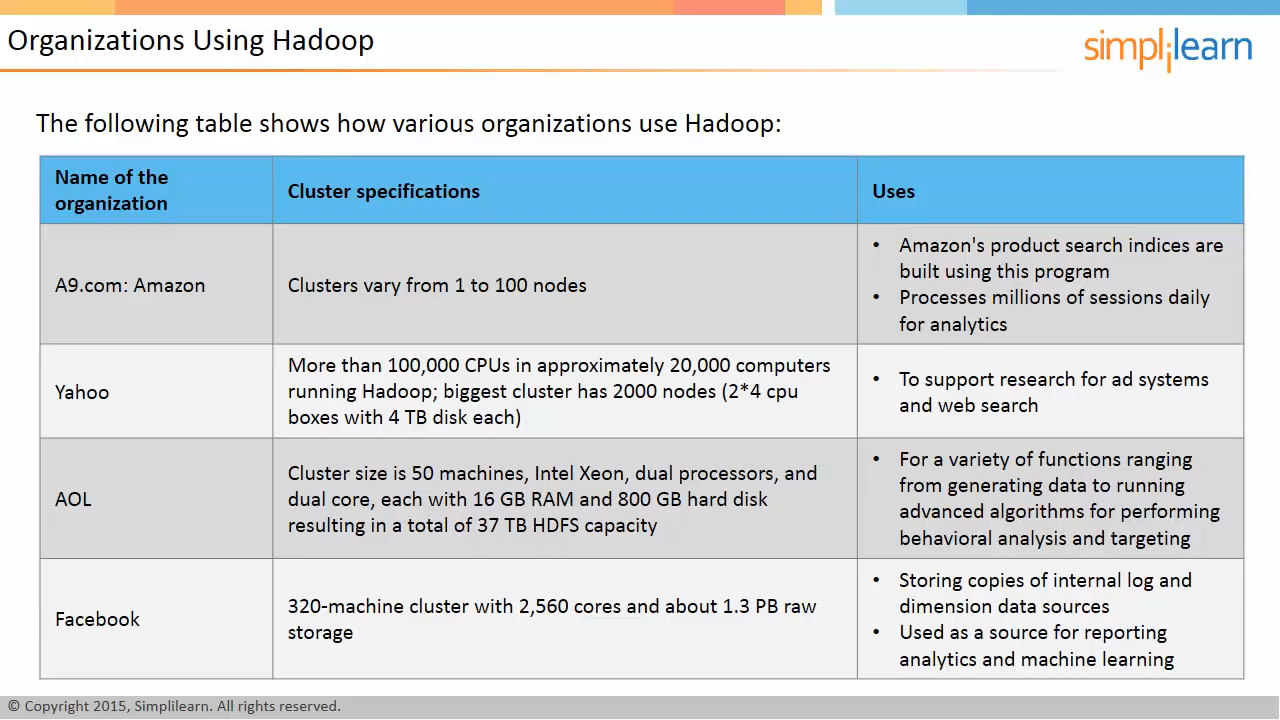 Organizations Using Hadoop
simplilearn
The following table shows how various organizations use Hadoop:
Name of the
organization
Cluster specifications
Uses
A9.com: Amazon
Clusters vary from 1 to 100 nodes
• Amazon's product search indices are
built using this program
• Processes millions of sessions daily
for analytics
Yahoo
More than 100,000 CPUs in approximately 20,000 computers
running Hadoop; biggest cluster has 2000 nodes (2*4 cpu
boxes with 4 TB disk each)
• To support research for ad systems
and web search
AOL
Cluster size is 50 machines, Intel Xeon, dual processors, and
dual core, each with 16 GB RAM and 800 GB hard disk
resulting in a total of 37 TB HDFS capacity
• For a variety of functions ranging
from generating data to running
advanced algorithms for performing
behavioral analysis and targeting
Facebook
320-machine cluster with 2,560 cores and about 1.3 PB raw
storage
• Storing copies of internal log and
dimension data sources
• Used as a source for reporting
analytics and machine learning
© Copyright 2015, Simplilearn. All rights reserved.